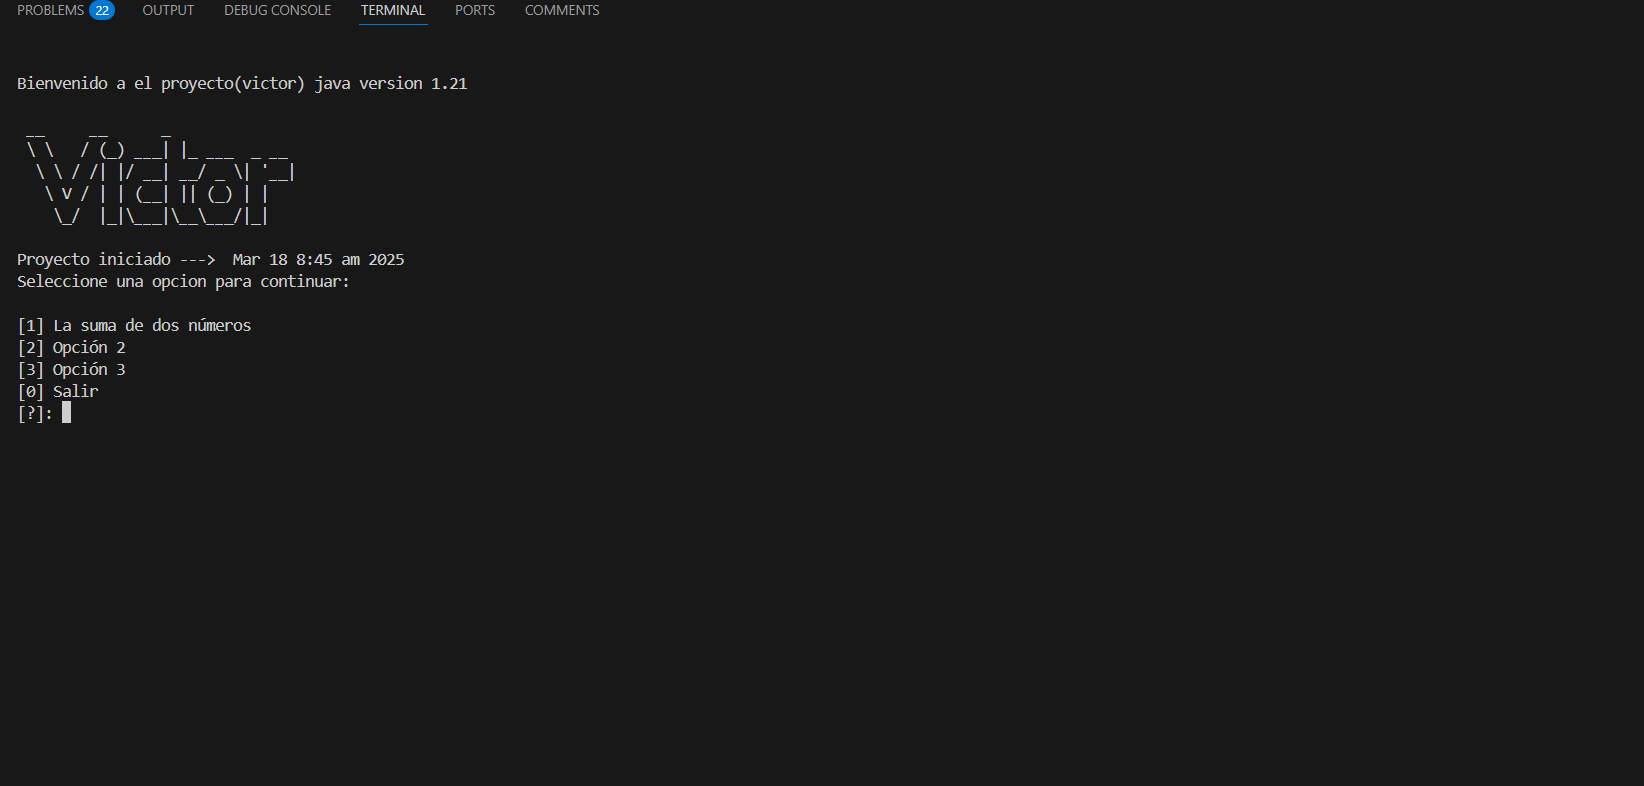 PROBLEMS 22 OUTPUT DEBUG CONSOLE TERMINAL PORTS COMMENTS
Bienvenido a el proyecto(victor) java version 1.21
 __     __      _
 \ \   / (_) ___| |_ ___  _ __
  \ \ / /| |/ __| __/ _ \| '__|
   \ V / | | (__| || (_) | |
    \_/  |_|\___|\__\___/|_|
Proyecto iniciado --->  Mar 18 8:45 am 2025
Seleccione una opcion para continuar:
[1] La suma de dos números
[2] Opción 2
[3] Opción 3
[0] Salir
[?]: